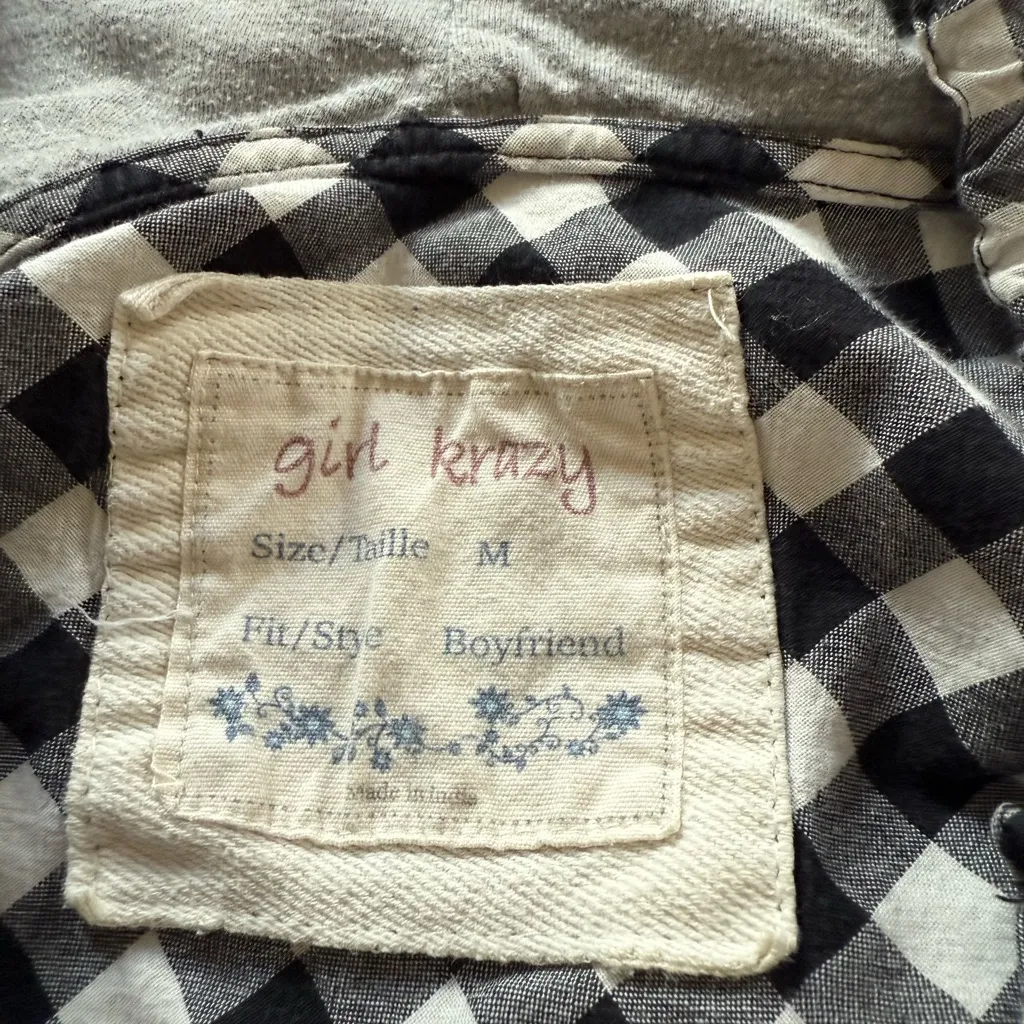 girl krazy
Size/Taille M
Fit/Style Boyfriend
Made in India